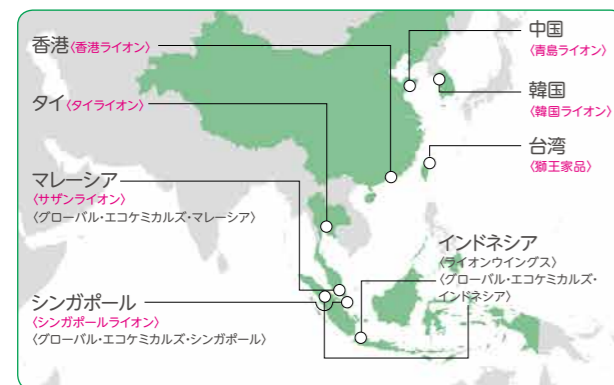 香港〈香港ライオン〉
タイ〈タイライオン〉
マレーシア
〈サザンライオン〉
〈グローバル・エコケミカルズ・マレーシア〉
シンガポール
〈シンガポールライオン〉
〈グローバル・エコケミカルズ・シンガポール〉
中国
〈青島ライオン〉
韓国
〈韓国ライオン〉
台湾
〈獅王家品〉
インドネシア
〈ライオンウイングス〉
〈グローバル・エコケミカルズ・
インドネシア〉